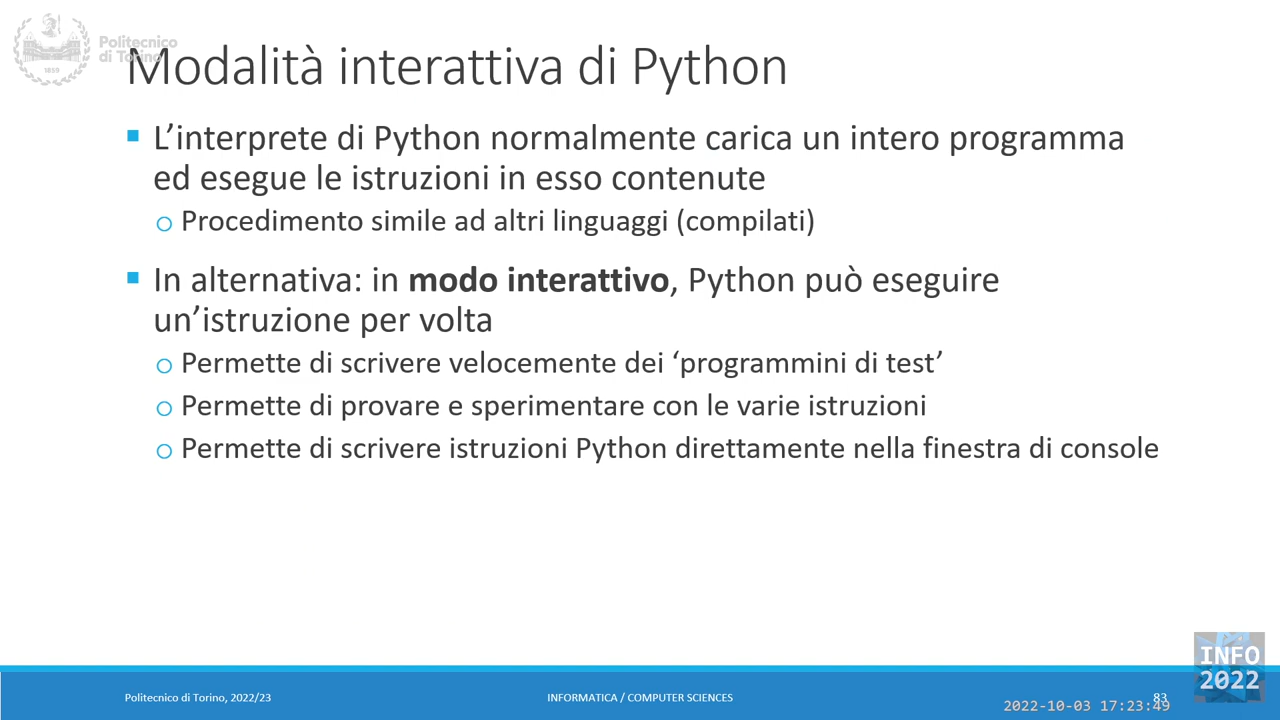 Politecnico
di Torino
1859
Modalità interattiva di Python
L’interprete di Python normalmente carica un intero programma
ed esegue le istruzioni in esso contenute
Procedimento simile ad altri linguaggi (compilati)
In alternativa: in modo interattivo, Python può eseguire
un’istruzione per volta
Permette di scrivere velocemente dei ‘programmini di test’
Permette di provare e sperimentare con le varie istruzioni
Permette di scrivere istruzioni Python direttamente nella finestra di console
INFO
2022
Politecnico di Torino, 2022/23
INFORMATICA / COMPUTER SCIENCES
83
2022-10-03 17:23:49